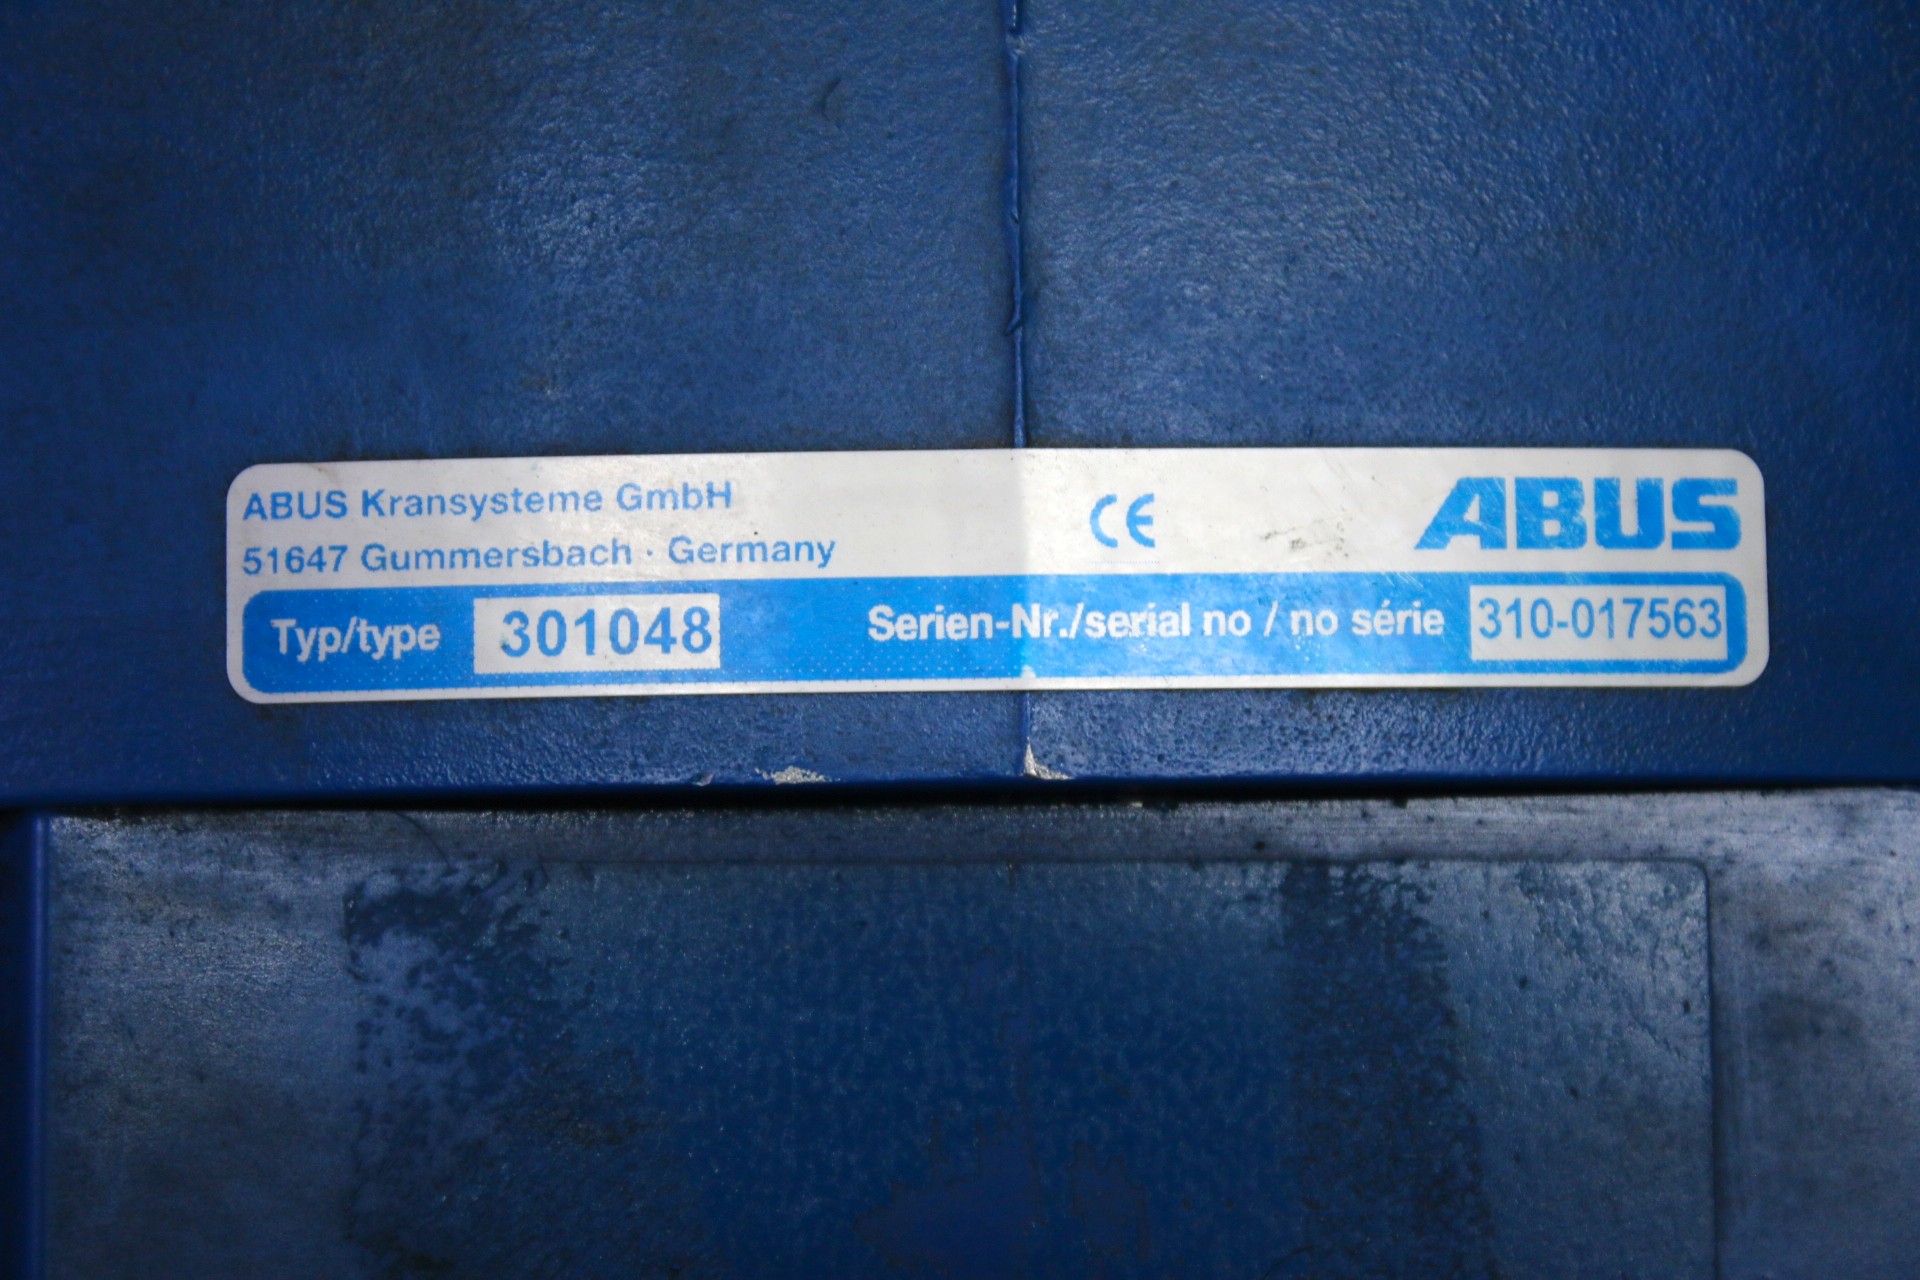 ABUS Kransysteme GmbH
51647 Gummersbach · Germany
CE
ABUS
Typ/type 301048 Serien-Nr./serial no / no série 310-017563